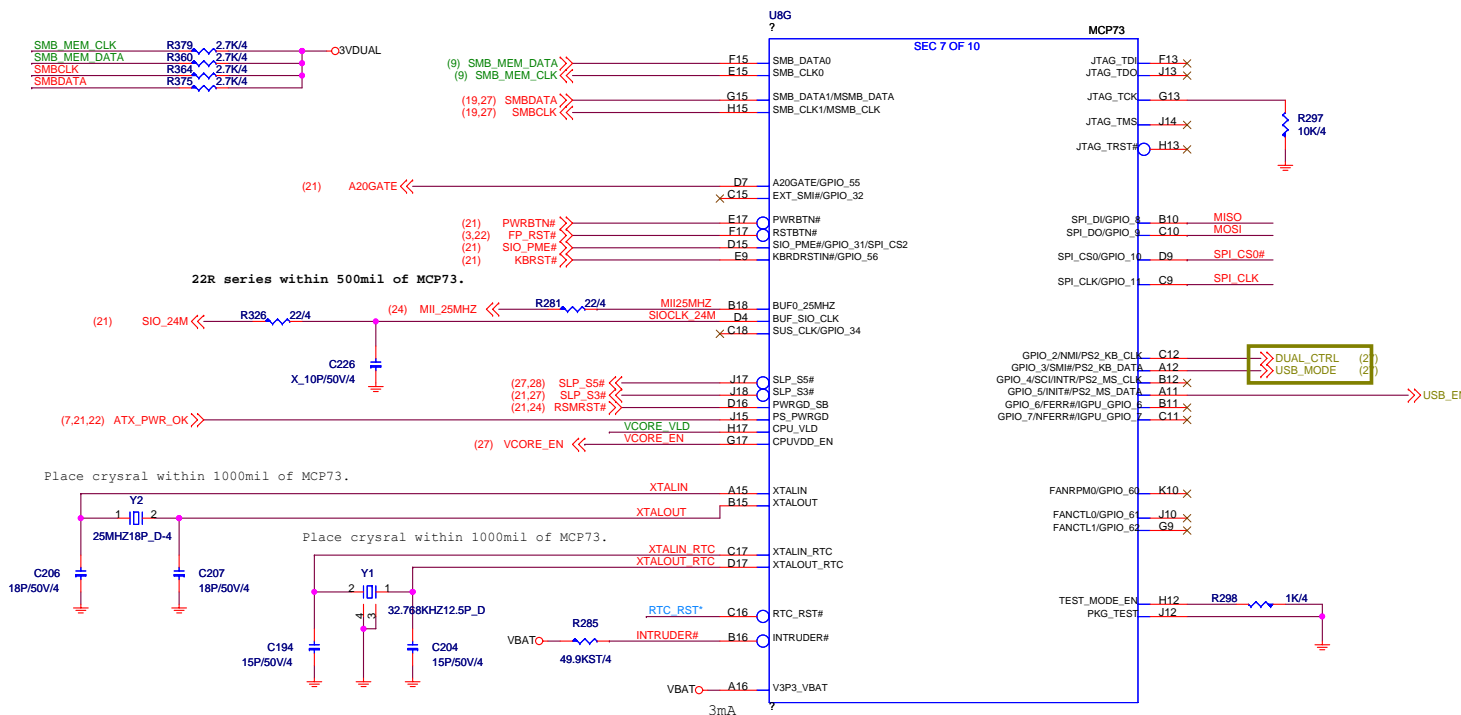 U8G
?
MCP73
SEC 7 OF 10
SMB_MEM_CLK R379 2.7K/4 3VDUAL
SMB_MEM_DATA R360 2.7K/4
SMBCLK R364 2.7K/4
SMBDATA R375 2.7K/4
(9) SMB_MEM_DATA F15 SMB_DATA0
(9) SMB_MEM_CLK E15 SMB_CLK0
(19,27) SMBDATA G15 SMB_DATA1/MSMB_DATA
(19,27) SMBCLK H15 SMB_CLK1/MSMB_CLK
(21) A20GATE D7 A20GATE/GPIO_55
C15 EXT_SMI#/GPIO_32
(21) PWRBTN# E17 PWRBTN#
(3,22) FP_RST# F17 RSTBTN#
(21) SIO_PME# D15 SIO_PME#/GPIO_31/SPI_CS2
(21) KBRST# E9 KBRDRSTIN#/GPIO_56
22R series within 500mil of MCP73.
(24) MII_25MHZ R281 22/4 MII25MHZ B18 BUF0_25MHZ
(21) SIO_24M R326 22/4 SIOCLK_24M D4 BUF_SIO_CLK
C18 SUS_CLK/GPIO_34
C226
X_10P/50V/4
(27,28) SLP_S5# J17 SLP_S5#
(21,27) SLP_S3# J18 SLP_S3#
(21,24) RSMRST# D16 PWRGD_SB
(7,21,22) ATX_PWR_OK J15 PS_PWRGD
VCORE_VLD H17 CPU_VLD
(27) VCORE_EN VCORE_EN G17 CPUVDD_EN
Place crysral within 1000mil of MCP73.
XTALIN A15 XTALIN
Y2
1 2
XTALOUT B15 XTALOUT
25MHZ18P_D-4
C206
18P/50V/4
C207
18P/50V/4
Place crysral within 1000mil of MCP73.
XTALIN_RTC C17 XTALIN_RTC
XTALOUT_RTC D17 XTALOUT_RTC
Y1
2 1
4 3
32.768KHZ12.5P_D
C194
15P/50V/4
C204
15P/50V/4
RTC_RST* C16 RTC_RST#
VBAT R285 INTRUDER# B16 INTRUDER#
49.9KST/4
VBAT A16 V3P3_VBAT
3mA
?
JTAG_TDI F13
JTAG_TDO J13
JTAG_TCK G13
R297
10K/4
JTAG_TMS J14
JTAG_TRST# H13
SPI_DI/GPIO_8 B10 MISO
SPI_DO/GPIO_9 C10 MOSI
SPI_CS0/GPIO_10 D9 SPI_CS0#
SPI_CLK/GPIO_11 C9 SPI_CLK
GPIO_2/NMI/PS2_KB_CLK C12 DUAL_CTRL
GPIO_3/SMI#/PS2_KB_DATA A12 USB_MODE
GPIO_4/SCI/INTR/PS2_MS_CLK B12
GPIO_5/INIT#/PS2_MS_DATA A11
GPIO_6/FERR#/IGPU_GPIO_6 B11
GPIO_7/NFERR#/IGPU_GPIO_7 C11
FANRPM0/GPIO_60 K10
FANCTL0/GPIO_61 J10
FANCTL1/GPIO_62 G9
TEST_MODE_EN H12 R298 1K/4
PKG_TEST J12